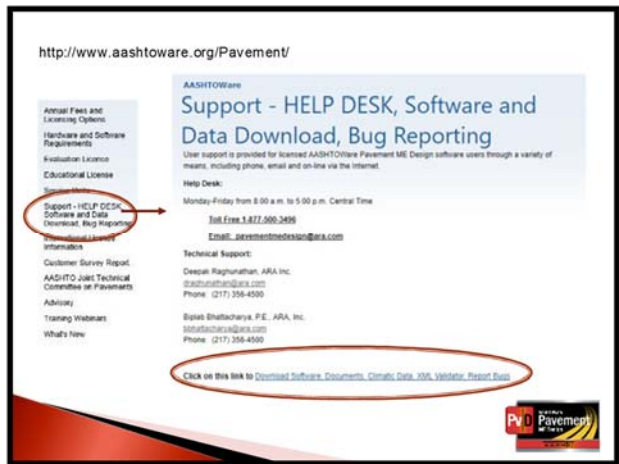 http://www.aashtoware.org/Pavement/
AASHTOWare
Support - HELP DESK, Software and
Data Download, Bug Reporting
User support is provided for licensed AASHTOWare Pavement ME Design software users through a variety of
means, including phone, email and on-line via the Internet.
Help Desk:
Monday-Friday from 8:00 a.m. to 5:00 p.m. Central Time
Toll Free 1-877-500-3496
Email: pavementmedesign@ara.com
Technical Support:
Deepak Raghunathan, ARA Inc.
draghunathan@ara.com
Phone: (217) 356-4500
Biplab Bhattacharya, P.E., ARA, Inc.
bbhattacharya@ara.com
Phone: (217) 356-4500
Click on this link to Download Software, Documents, Climatic Data, XML Validator, Report Bugs
Annual Fees and
Licensing Options
Hardware and Software
Requirements
Evaluation License
Educational License
Support - HELP DESK,
Software and Data
Download, Bug Reporting
Information
Customer Survey Report
AASHTO Joint Technical
Committee on Pavements
Advisory
Training Webinars
What's New
Pavement